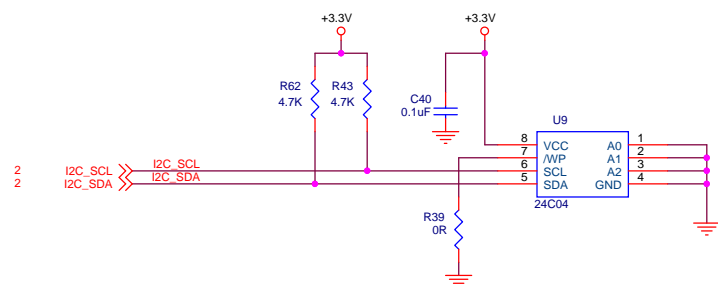 +3.3V
+3.3V
R62
4.7K
R43
4.7K
C40
0.1uF
U9
8 VCC A0 1
7 /WP A1 2
6 SCL A2 3
5 SDA GND 4
24C04
2 I2C_SCL I2C_SCL
2 I2C_SDA I2C_SDA
R39
0R